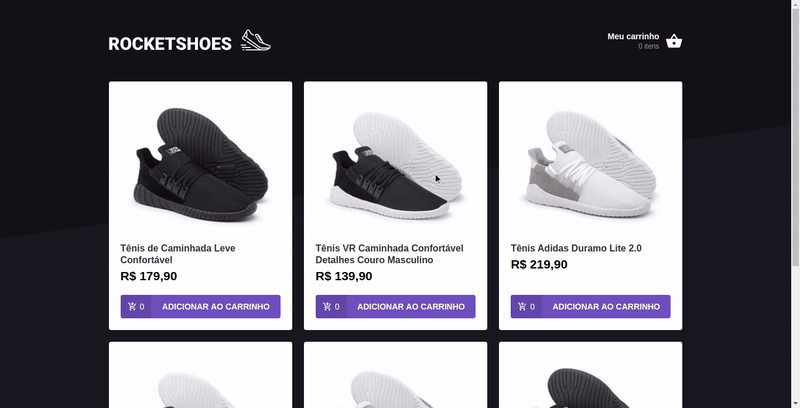 ROCKETSHOES
Meu carrinho
0 itens
Tênis de Caminhada Leve
Confortável
R$ 179,90
0 ADICIONAR AO CARRINHO
Tênis VR Caminhada Confortável
Detalhes Couro Masculino
R$ 139,90
0 ADICIONAR AO CARRINHO
Tênis Adidas Duramo Lite 2.0
R$ 219,90
0 ADICIONAR AO CARRINHO